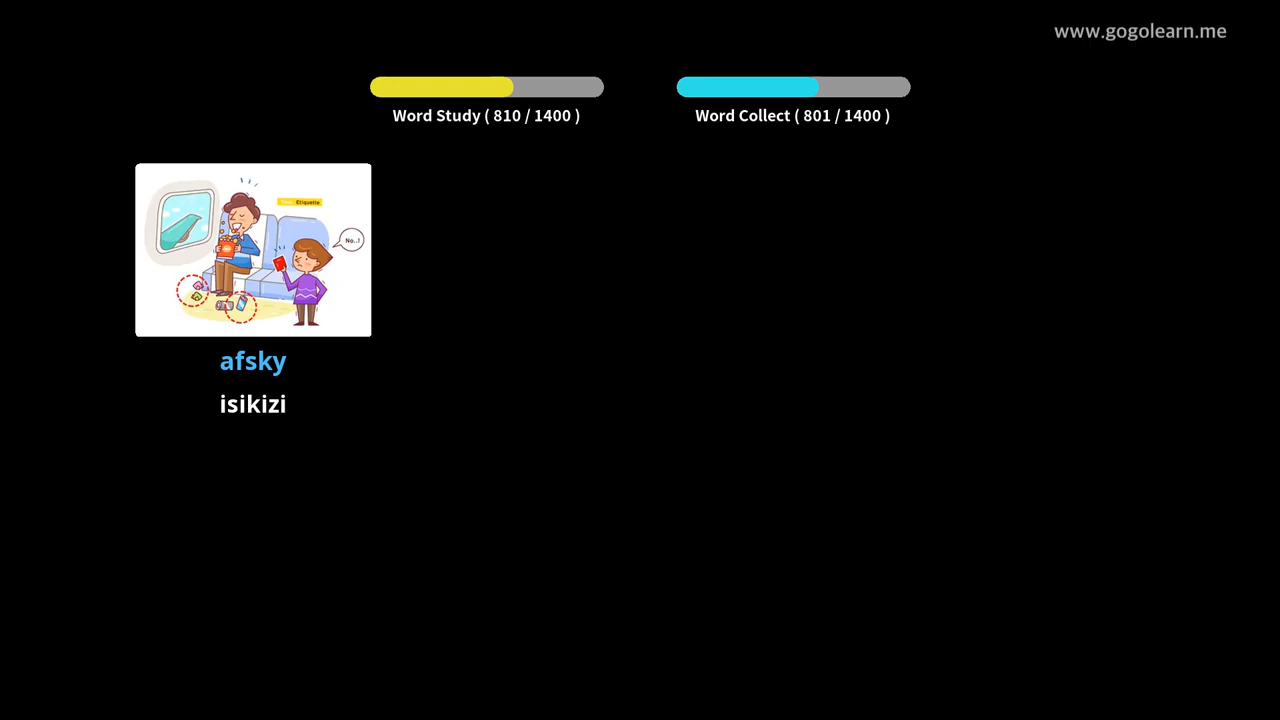 www.gogolearn.me
Word Study ( 810 / 1400 )
Word Collect ( 801 / 1400 )
Etiquette
No..!
afsky
isikizi